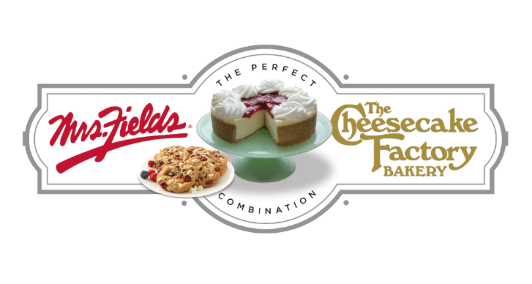 THE PERFECT
Mrs. Fields®
The
Cheesecake
Factory
BAKERY
COMBINATION